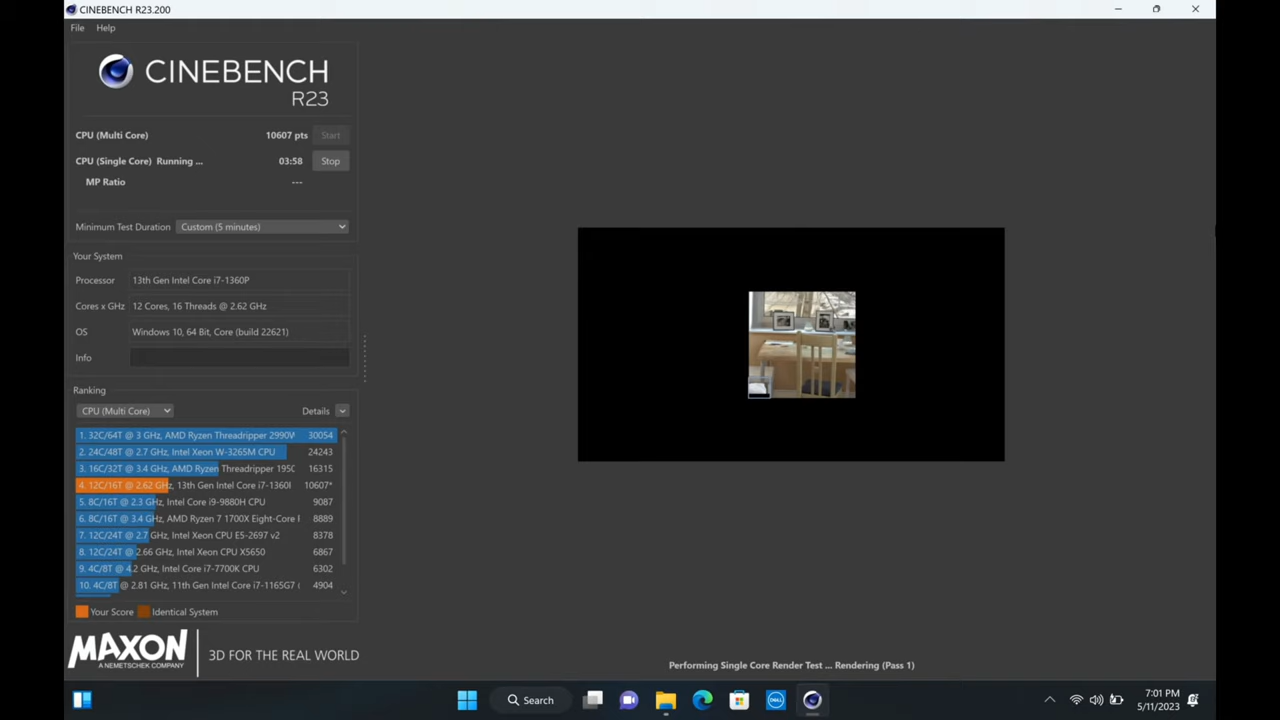 CINEBENCH R23.200
File Help
CINEBENCH
R23
CPU (Multi Core) 10607 pts Start
CPU (Single Core) Running ... 03:58 Stop
MP Ratio ---
Minimum Test Duration Custom (5 minutes)
Your System
Processor 13th Gen Intel Core i7-1360P
Cores x GHz 12 Cores, 16 Threads @ 2.62 GHz
OS Windows 10, 64 Bit, Core (build 22621)
Info
Ranking
CPU (Multi Core) Details
1. 32C/64T @ 3 GHz, AMD Ryzen Threadripper 2990W 30054
2. 24C/48T @ 2.7 GHz, Intel Xeon W-3265M CPU 24243
3. 16C/32T @ 3.4 GHz, AMD Ryzen Threadripper 195 16315
4. 12C/16T @ 2.62 GHz, 13th Gen Intel Core i7-1360 10607*
5. 8C/16T @ 2.3 GHz, Intel Core i9-9880H CPU 9087
6. 8C/16T @ 3.4 GHz, AMD Ryzen 7 1700X Eight-Core 8889
7. 12C/24T @ 2.7 GHz, Intel Xeon CPU E5-2697 v2 8378
8. 12C/24T @ 2.66 GHz, Intel Xeon CPU X5650 6867
9. 4C/8T @ 4.2 GHz, Intel Core i7-7700K CPU 6302
10. 4C/8T @ 2.81 GHz, 11th Gen Intel Core i7-1165G7 4904
Your Score Identical System
MAXON
A NEMETSCHEK COMPANY
3D FOR THE REAL WORLD
Performing Single Core Render Test ... Rendering (Pass 1)
Search
DELL
7:01 PM
5/11/2023